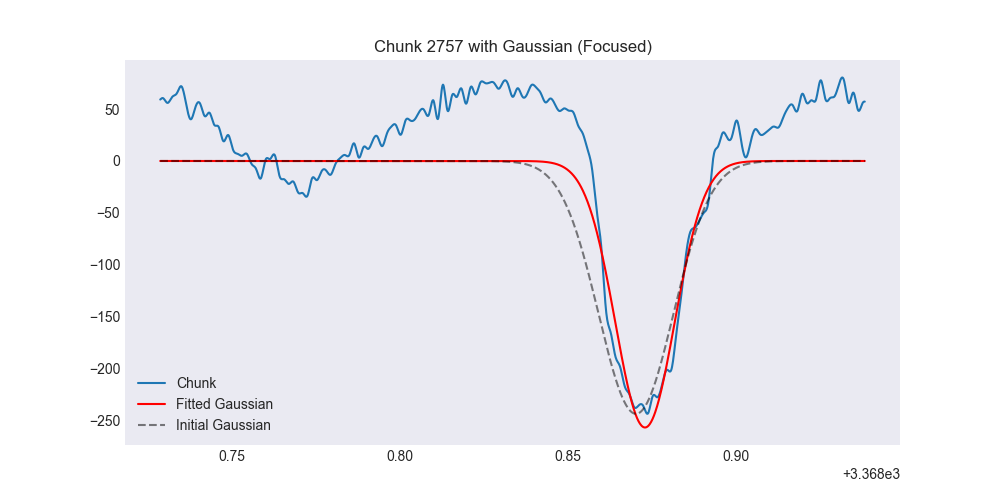 Chunk 2757 with Gaussian (Focused)
50
0
−50
−100
−150
−200
−250
Chunk
Fitted Gaussian
Initial Gaussian
0.75 0.80 0.85 0.90
+3.368e3